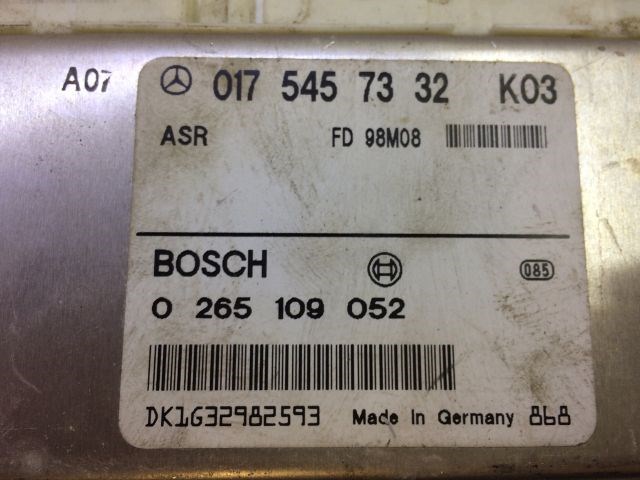 A07 017 545 73 32 K03
ASR FD 98M08
BOSCH 085
0 265 109 052
DK1G32982593 Made In Germany 868